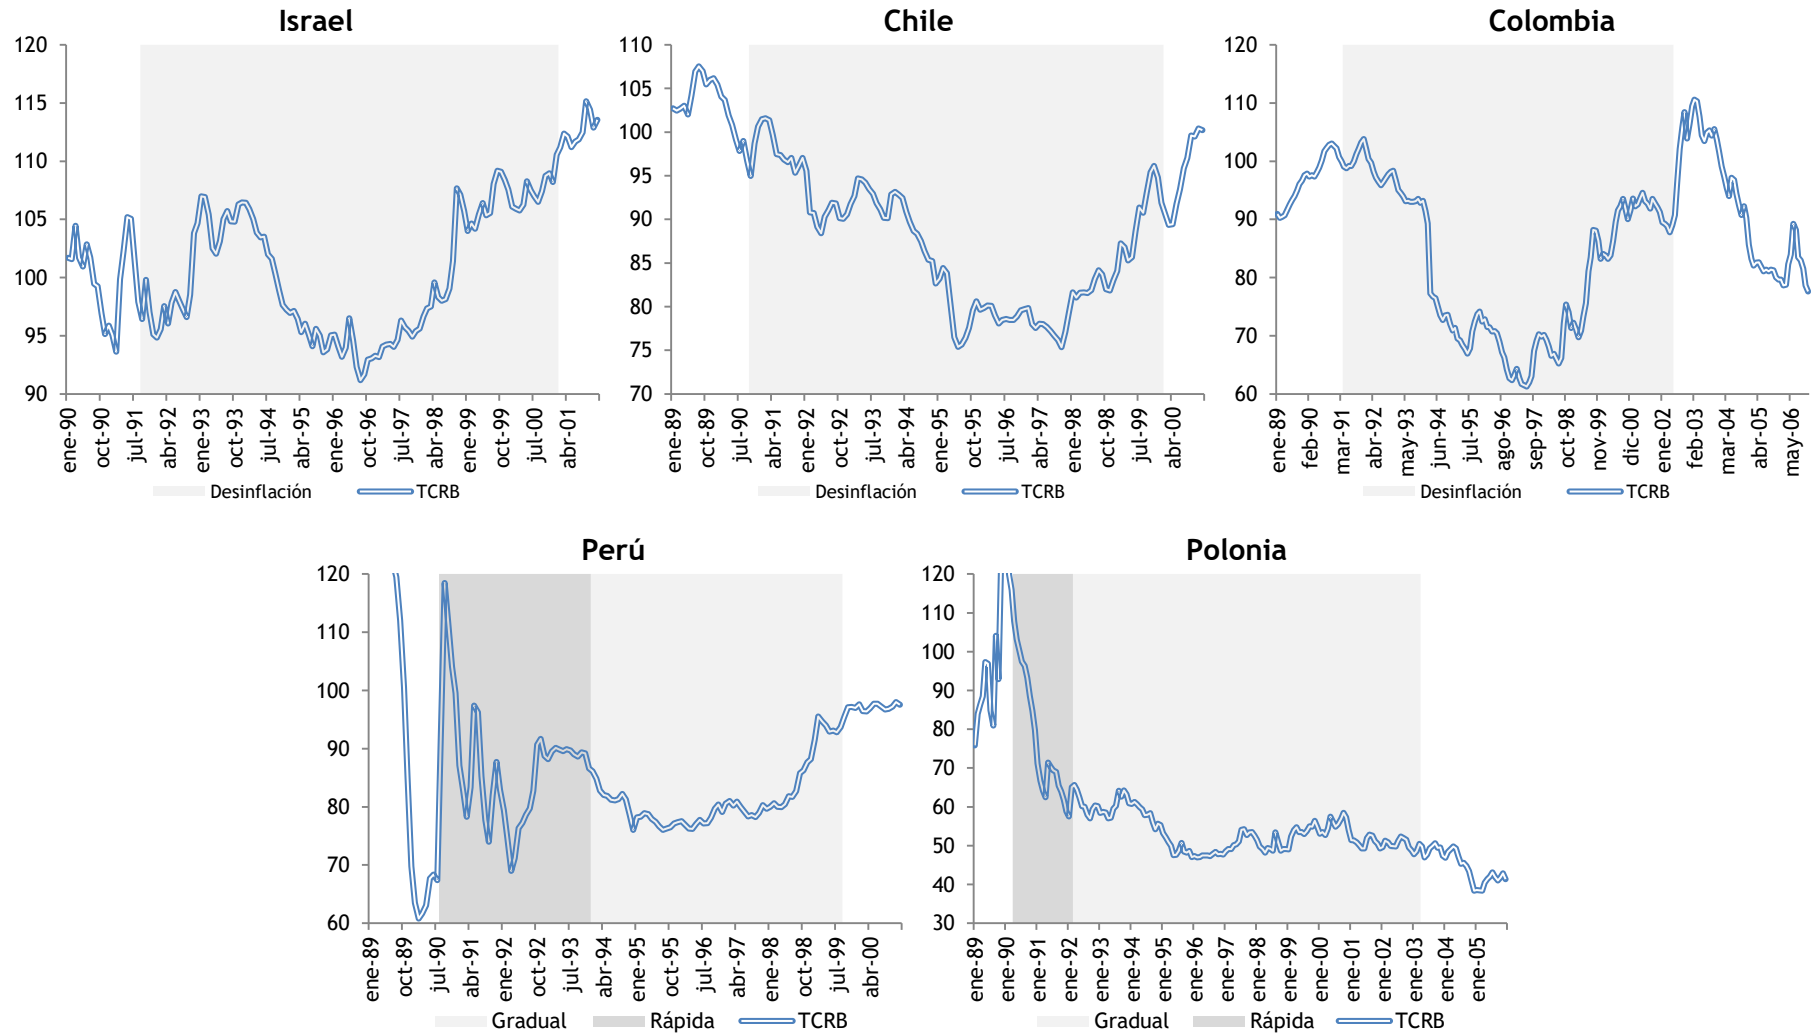 Israel
120
115
110
105
100
95
90
ene-90
oct-90
jul-91
abr-92
ene-93
oct-93
jul-94
abr-95
ene-96
oct-96
jul-97
abr-98
ene-99
oct-99
jul-00
abr-01
Desinflación TCRB
Chile
110
105
100
95
90
85
80
75
70
ene-89
oct-89
jul-90
abr-91
ene-92
oct-92
jul-93
abr-94
ene-95
oct-95
jul-96
abr-97
ene-98
oct-98
jul-99
abr-00
Desinflación TCRB
Colombia
120
110
100
90
80
70
60
ene-89
feb-90
mar-91
abr-92
may-93
jun-94
jul-95
ago-96
sep-97
oct-98
nov-99
dic-00
ene-02
feb-03
mar-04
abr-05
may-06
Desinflación TCRB
Perú
120
110
100
90
80
70
60
ene-89
oct-89
jul-90
abr-91
ene-92
oct-92
jul-93
abr-94
ene-95
oct-95
jul-96
abr-97
ene-98
oct-98
jul-99
abr-00
Gradual Rápida TCRB
Polonia
120
110
100
90
80
70
60
50
40
30
ene-89
ene-90
ene-91
ene-92
ene-93
ene-94
ene-95
ene-96
ene-97
ene-98
ene-99
ene-00
ene-01
ene-02
ene-03
ene-04
ene-05
Gradual Rápida TCRB